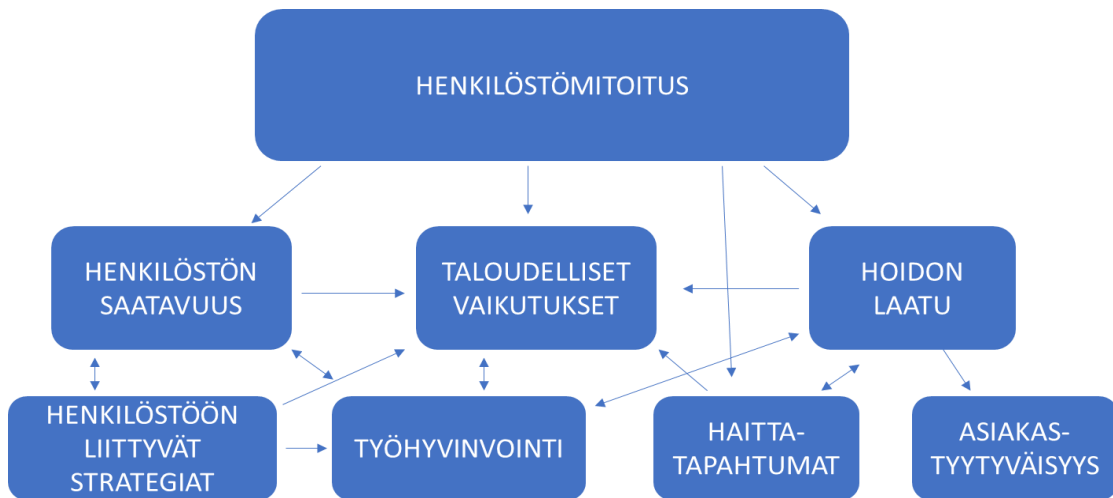 HENKILÖSTÖMITOITUS
HENKILÖSTÖN
SAATAVUUS
TALOUDELLISET
VAIKUTUKSET
HOIDON
LAATU
HENKILÖSTÖÖN
LIITTYVÄT
STRATEGIAT
TYÖHYVINVOINTI
HAITTA-
TAPAHTUMAT
ASIAKAS-
TYYTYVÄISYYS